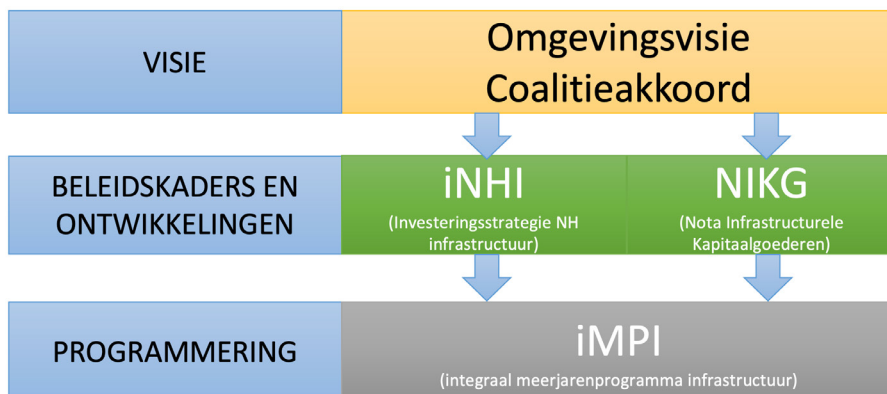 VISIE
Omgevingsvisie
Coalitieakkoord
BELEIDSKADERS EN
ONTWIKKELINGEN
iNHI
(Investeringsstrategie NH
infrastructuur)
NIKG
(Nota Infrastructurele
Kapitaalgoederen)
PROGRAMMERING
iMPI
(integraal meerjarenprogramma infrastructuur)